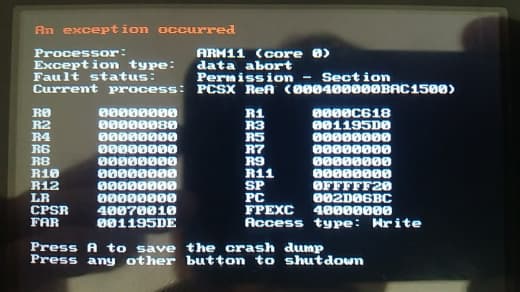 An exception occurred
Processor: ARM11 (core 0)
Exception type: data abort
Fault status: Permission - Section
Current process: PCSX ReA (000400000BAC1500)
R0 00000000 R1 0000C618
R2 00000080 R3 001195D0
R4 00000000 R5 00000000
R6 00000000 R7 00000000
R8 00000000 R9 00000000
R10 00000000 R11 00000000
R12 00000000 SP 0FFFFF20
LR 00000000 PC 002D06BC
CPSR 40070010 FPEXC 40000000
FAR 001195DE Access type: Write
Press A to save the crash dump
Press any other button to shutdown